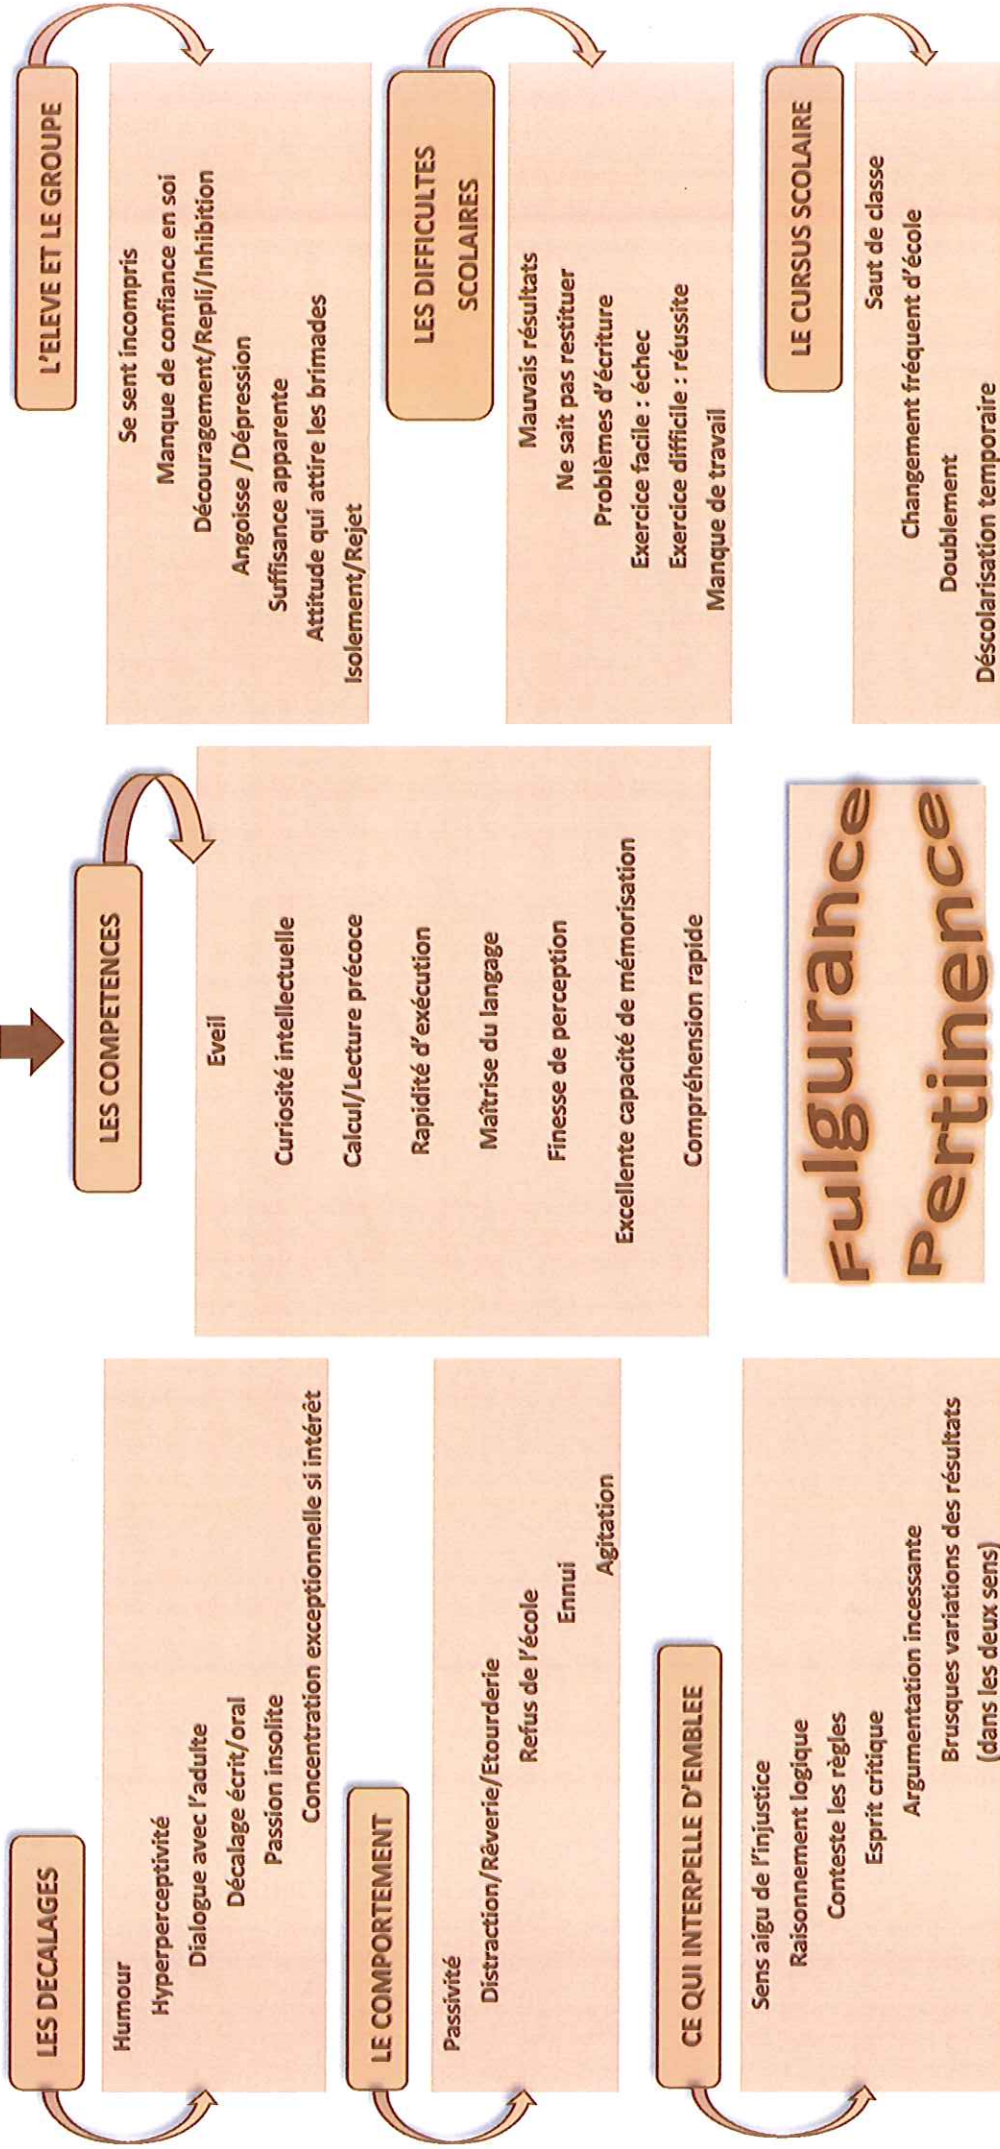 LES DECALAGES
Humour
Hyperperceptivité
Dialogue avec l'adulte
Décalage écrit/oral
Passion insolite
Concentration exceptionnelle si intérêt
LE COMPORTEMENT
Passivité
Distraction/Rêverie/Etourderie
Refus de l'école
Ennui
Agitation
CE QUI INTERPELLE D'EMBLEE
Sens aigu de l'injustice
Raisonnement logique
Conteste les règles
Esprit critique
Argumentation incessante
Brusques variations des résultats
(dans les deux sens)
LES COMPETENCES
Eveil
Curiosité intellectuelle
Calcul/Lecture précoce
Rapidité d'exécution
Maîtrise du langage
Finesse de perception
Excellente capacité de mémorisation
Compréhension rapide
Fulgurance
Pertinence
L'ELEVE ET LE GROUPE
Se sent incompris
Manque de confiance en soi
Découragement/Repli/Inhibition
Angoisse /Dépression
Suffisance apparente
Attitude qui attire les brimades
Isolement/Rejet
LES DIFFICULTES
SCOLAIRES
Mauvais résultats
Ne sait pas restituer
Problèmes d'écriture
Exercice facile : échec
Exercice difficile : réussite
Manque de travail
LE CURSUS SCOLAIRE
Saut de classe
Changement fréquent d'école
Doublement
Déscolarisation temporaire